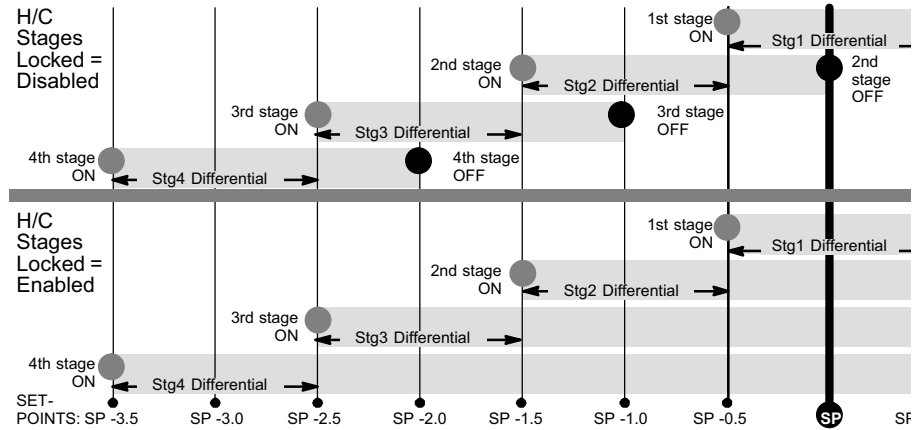 H/C
Stages
Locked =
Disabled
1st stage
ON
Stg1 Differential
2nd stage
ON
Stg2 Differential
2nd
stage
OFF
3rd stage
ON
Stg3 Differential
3rd stage
OFF
4th stage
ON
Stg4 Differential
4th stage
OFF
H/C
Stages
Locked =
Enabled
1st stage
ON
Stg1 Differential
2nd stage
ON
Stg2 Differential
3rd stage
ON
Stg3 Differential
4th stage
ON
Stg4 Differential
SET-
POINTS: SP -3.5 SP -3.0 SP -2.5 SP -2.0 SP -1.5 SP -1.0 SP -0.5 SP SP